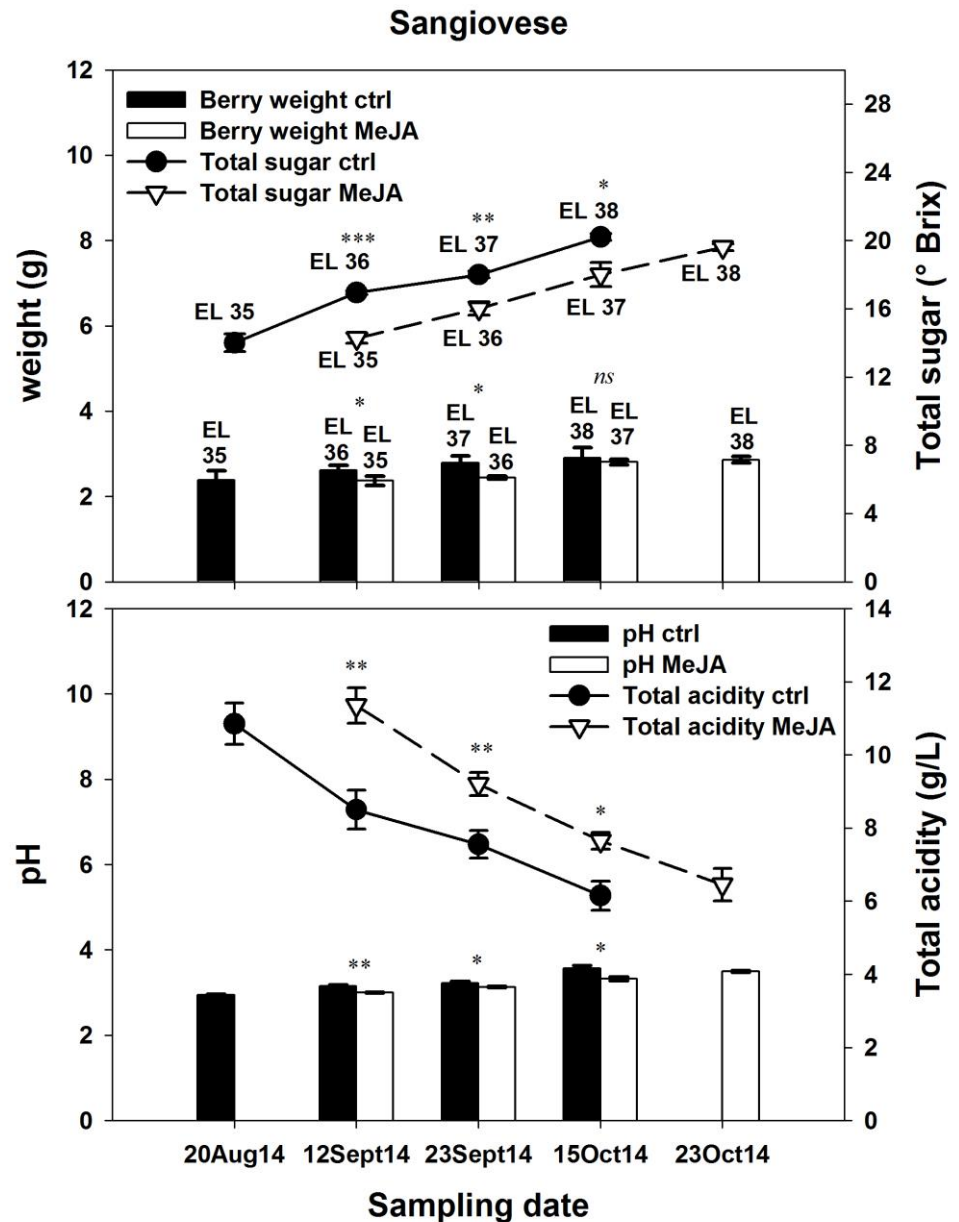 Sangiovese
12
10
8
6
4
2
0
weight (g)
28
24
20
16
12
8
4
0
Total sugar (° Brix)
Berry weight ctrl
Berry weight MeJA
Total sugar ctrl
Total sugar MeJA
*
**
***
EL 38
EL 37
EL 36
EL 35
EL 38
EL 37
EL 36
EL 35
ns
*
*
EL
35
EL
36
EL
35
EL
37
EL
36
EL
38
EL
37
EL
38
12
10
8
6
4
2
0
pH
14
12
10
8
6
4
2
0
Total acidity (g/L)
pH ctrl
pH MeJA
Total acidity ctrl
Total acidity MeJA
**
**
*
**
*
*
20Aug14
12Sept14
23Sept14
15Oct14
23Oct14
Sampling date